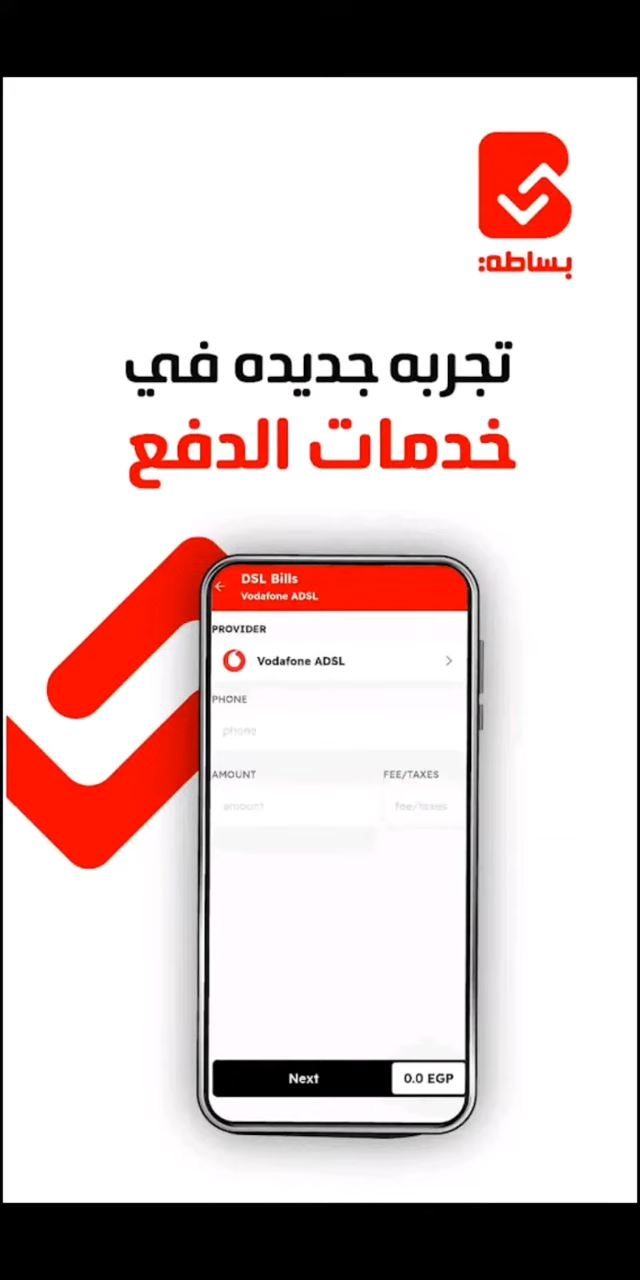 بساطه:
تجربه جديده في
خدمات الدفع
DSL Bills
Vodafone ADSL
PROVIDER
Vodafone ADSL
PHONE
phone
AMOUNT FEE/TAXES
amount fee/taxes
Next 0.0 EGP